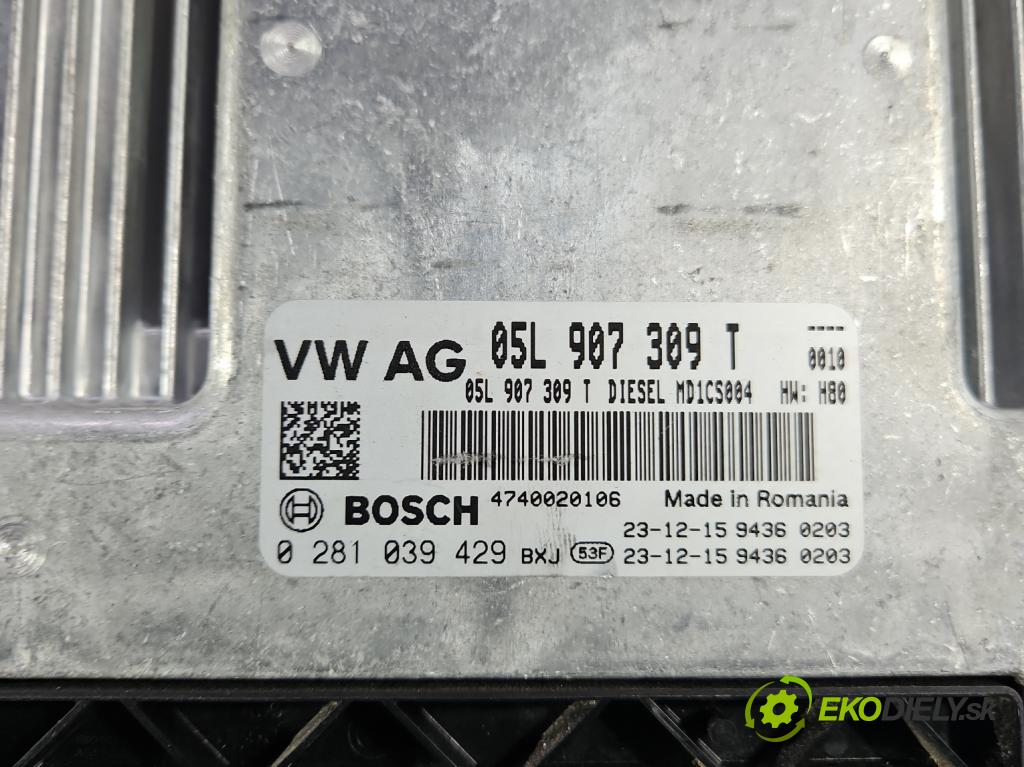 VW AG 05L 907 309 T ----
0010
05L 907 309 T DIESEL MD1CS004 HW: H80
BOSCH 4740020106 Made in Romania
23-12-15 9436 0203
0 281 039 429 BXJ 53F 23-12-15 9436 0203
EKODIELY.sk